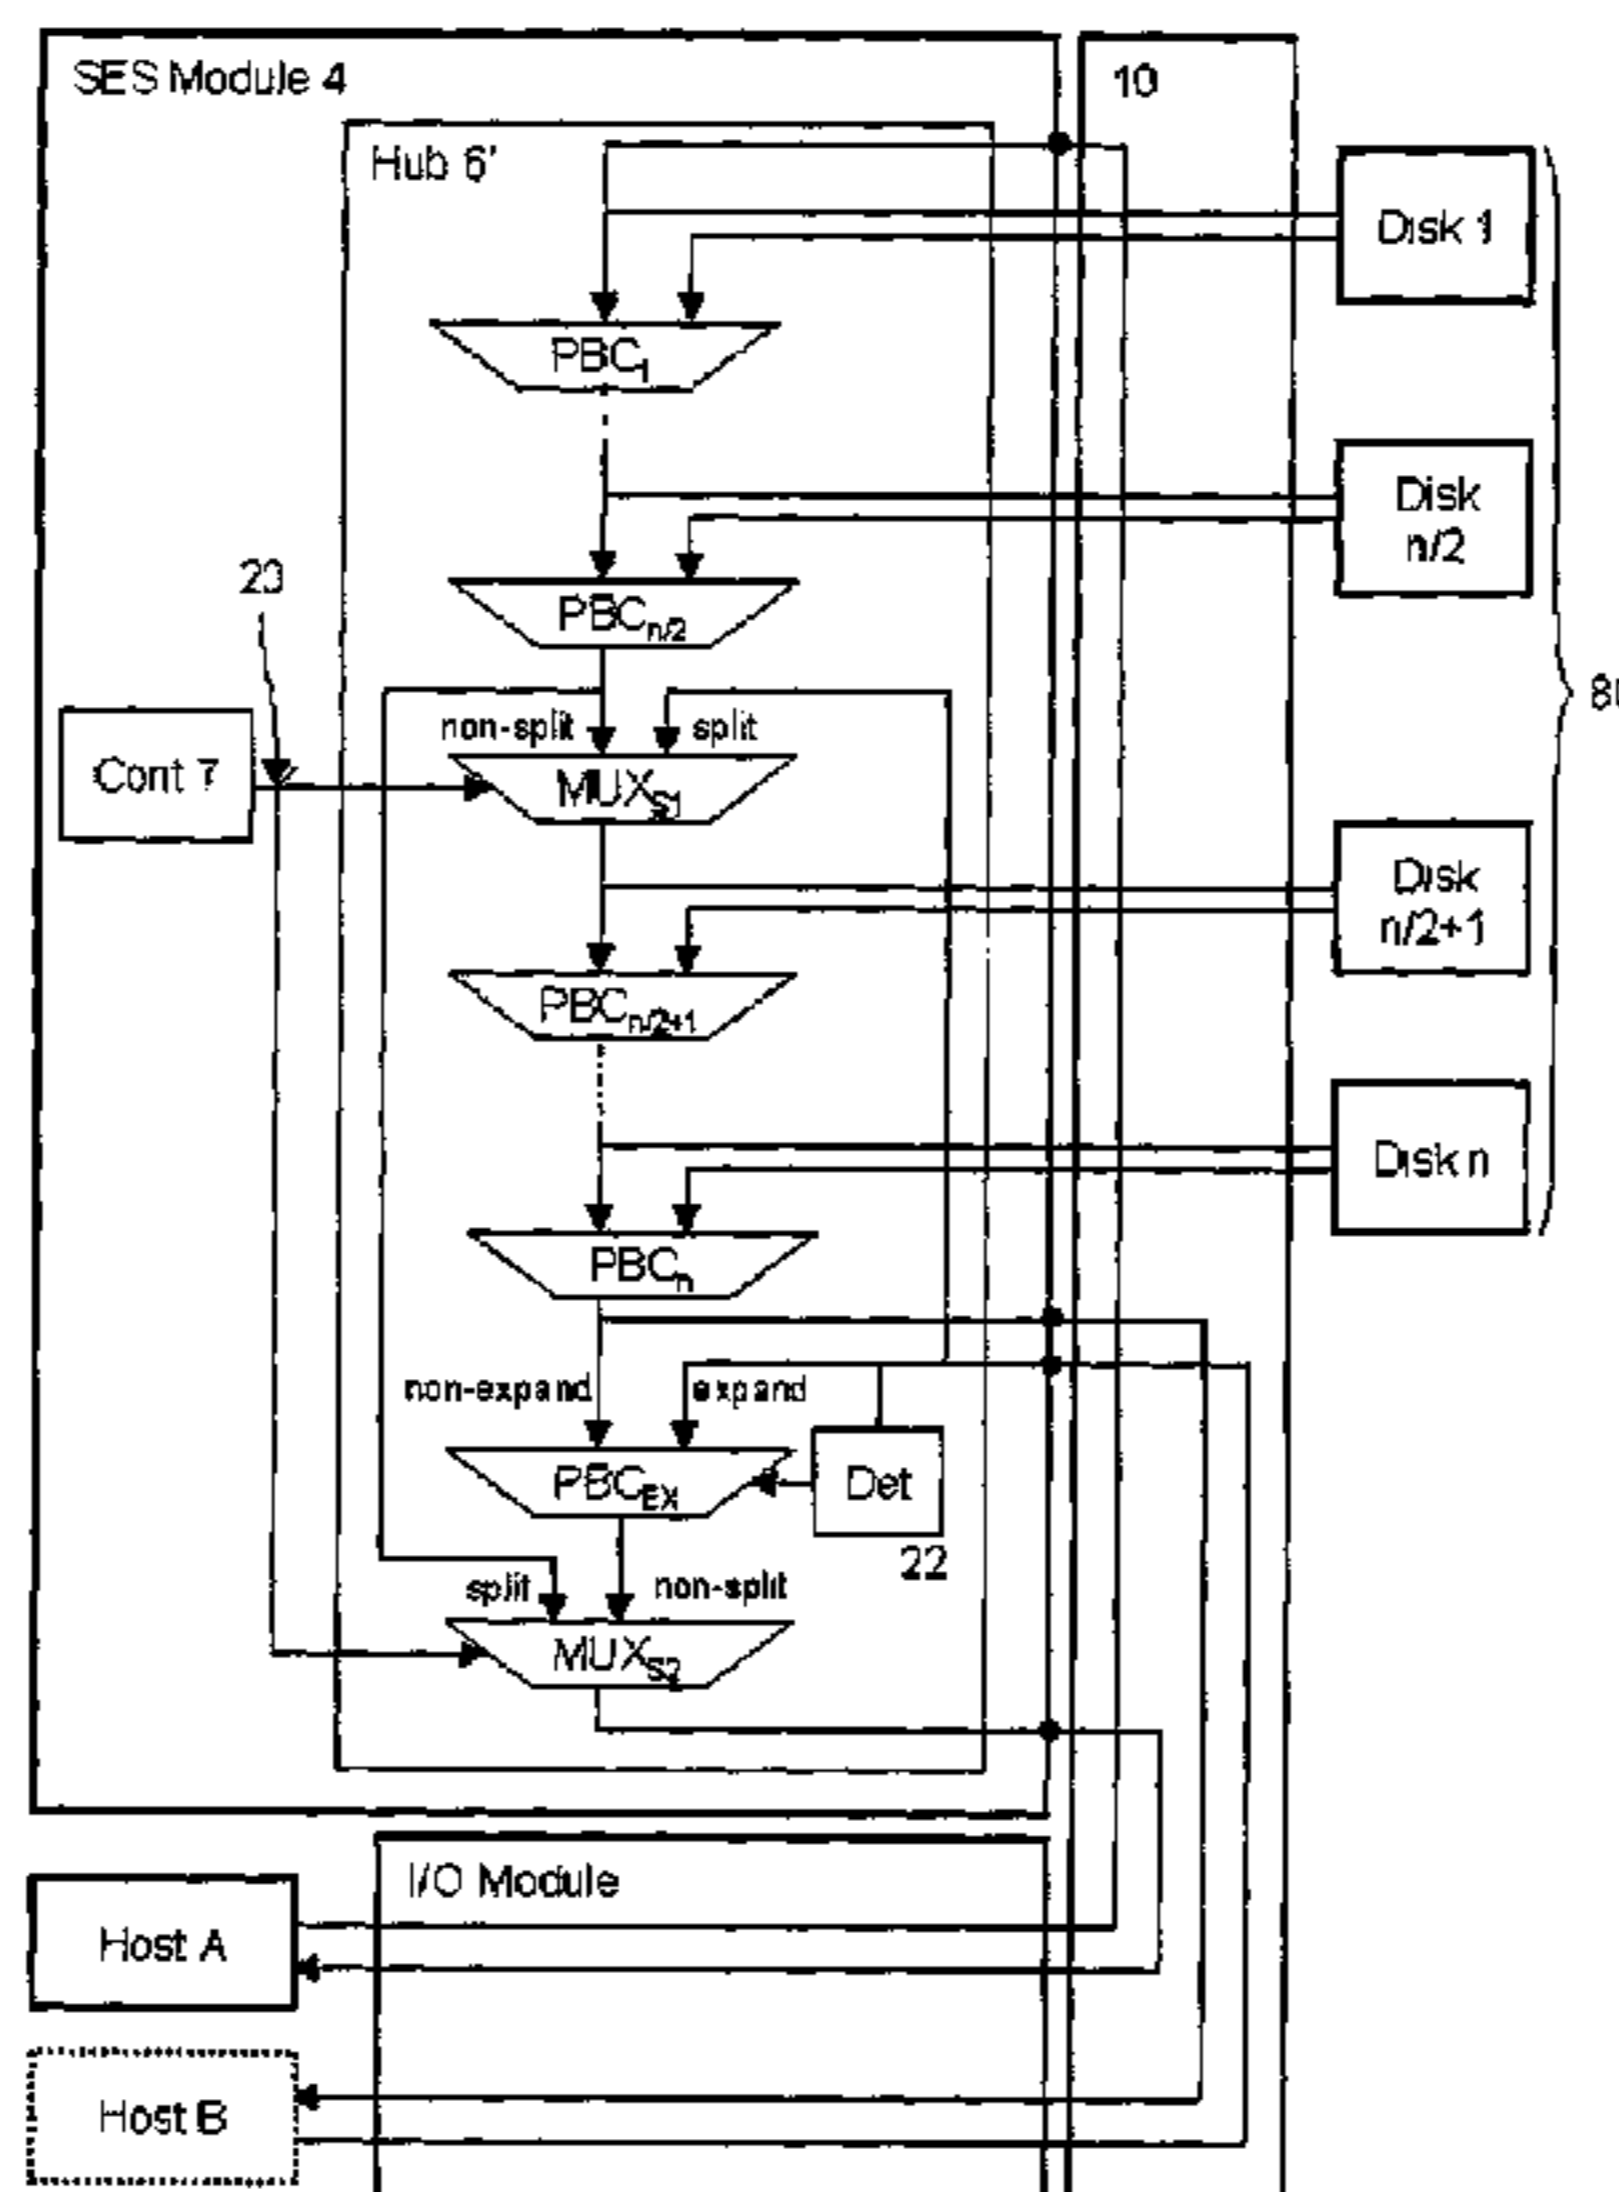 SES Module 4
10
Hub 6'
Disk 1
PBC1
Disk
n/2
23
PBCn/2
non-split
split
Cont 7
MUXS1
Disk
n/2+1
PBCn/2+1
Disk n
PBCn
non-expand
expand
PBCEX
Det
22
split
non-split
MUXS2
I/O Module
Host A
Host B